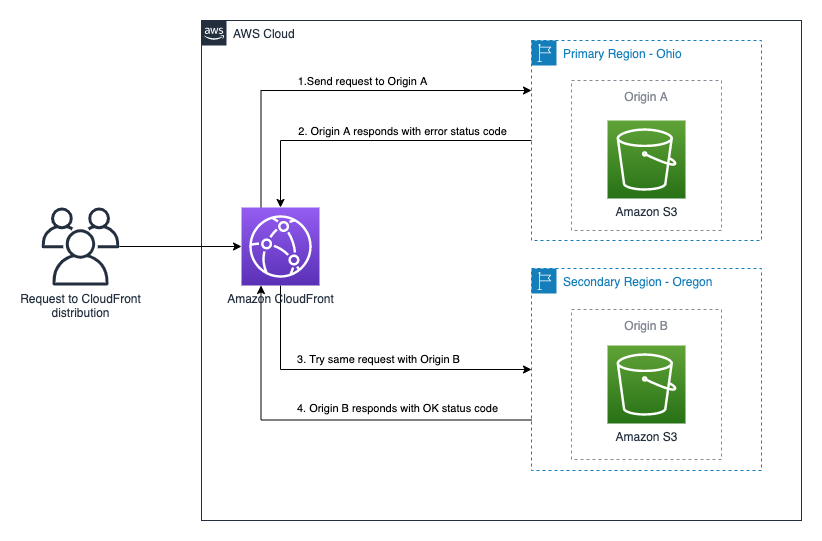 aws
AWS Cloud
Primary Region - Ohio
1.Send request to Origin A
Origin A
2. Origin A responds with error status code
Amazon S3
Request to CloudFront
distribution
Amazon CloudFront
Secondary Region - Oregon
Origin B
3. Try same request with Origin B
4. Origin B responds with OK status code
Amazon S3